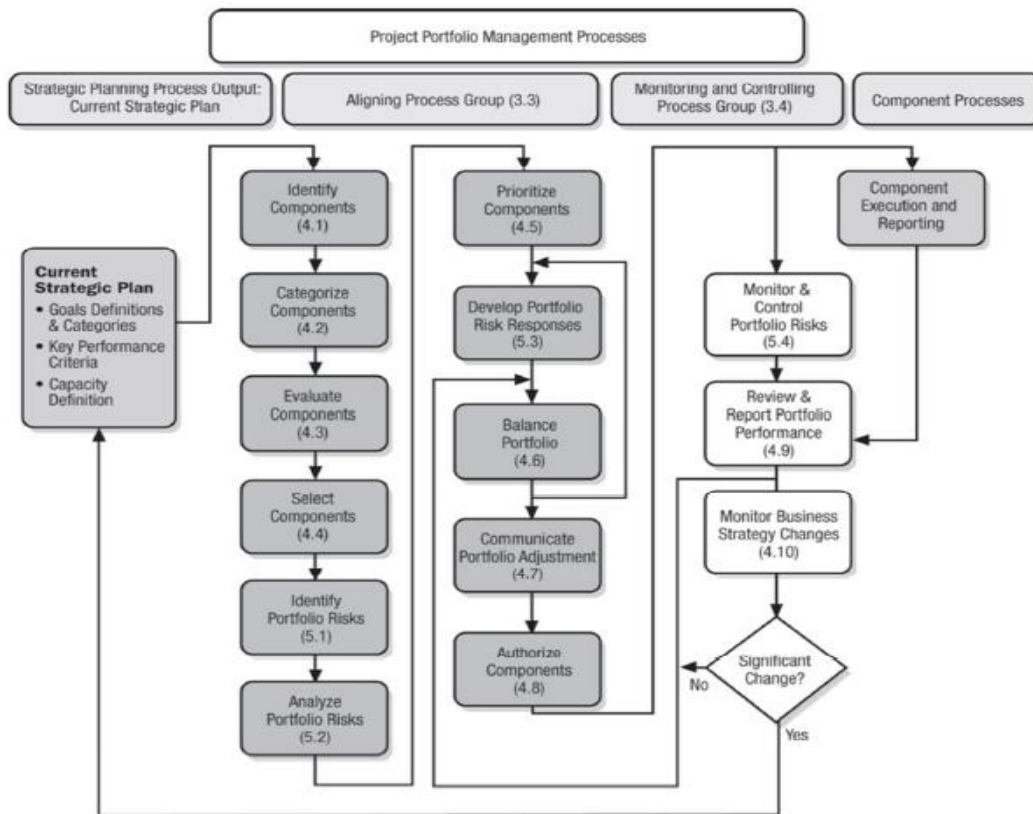 Project Portfolio Management Processes
Strategic Planning Process Output:
Current Strategic Plan
Aligning Process Group (3.3)
Monitoring and Controlling
Process Group (3.4)
Component Processes
Current
Strategic Plan
• Goals Definitions
& Categories
• Key Performance
Criteria
• Capacity
Definition
Identify
Components
(4.1)
Categorize
Components
(4.2)
Evaluate
Components
(4.3)
Select
Components
(4.4)
Identify
Portfolio Risks
(5.1)
Analyze
Portfolio Risks
(5.2)
Prioritize
Components
(4.5)
Develop Portfolio
Risk Responses
(5.3)
Balance
Portfolio
(4.6)
Communicate
Portfolio Adjustment
(4.7)
Authorize
Components
(4.8)
Monitor &
Control
Portfolio Risks
(5.4)
Review &
Report Portfolio
Performance
(4.9)
Monitor Business
Strategy Changes
(4.10)
Significant
Change?
No
Yes
Component
Execution and
Reporting